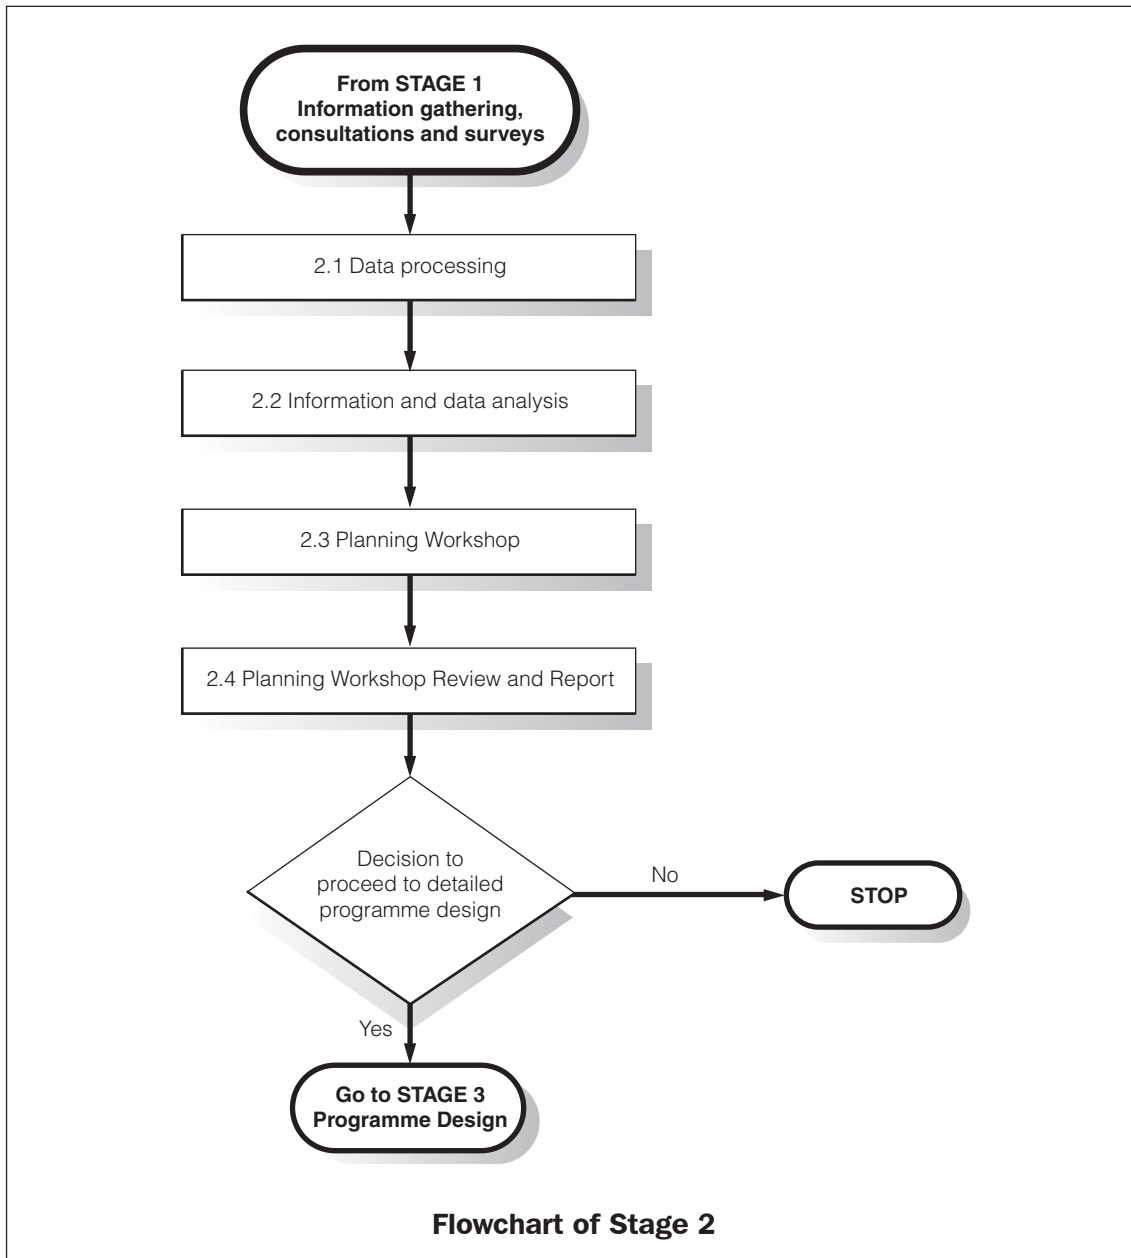 From STAGE 1
Information gathering,
consultations and surveys
2.1 Data processing
2.2 Information and data analysis
2.3 Planning Workshop
2.4 Planning Workshop Review and Report
Decision to
proceed to detailed
programme design
No
STOP
Yes
Go to STAGE 3
Programme Design
Flowchart of Stage 2